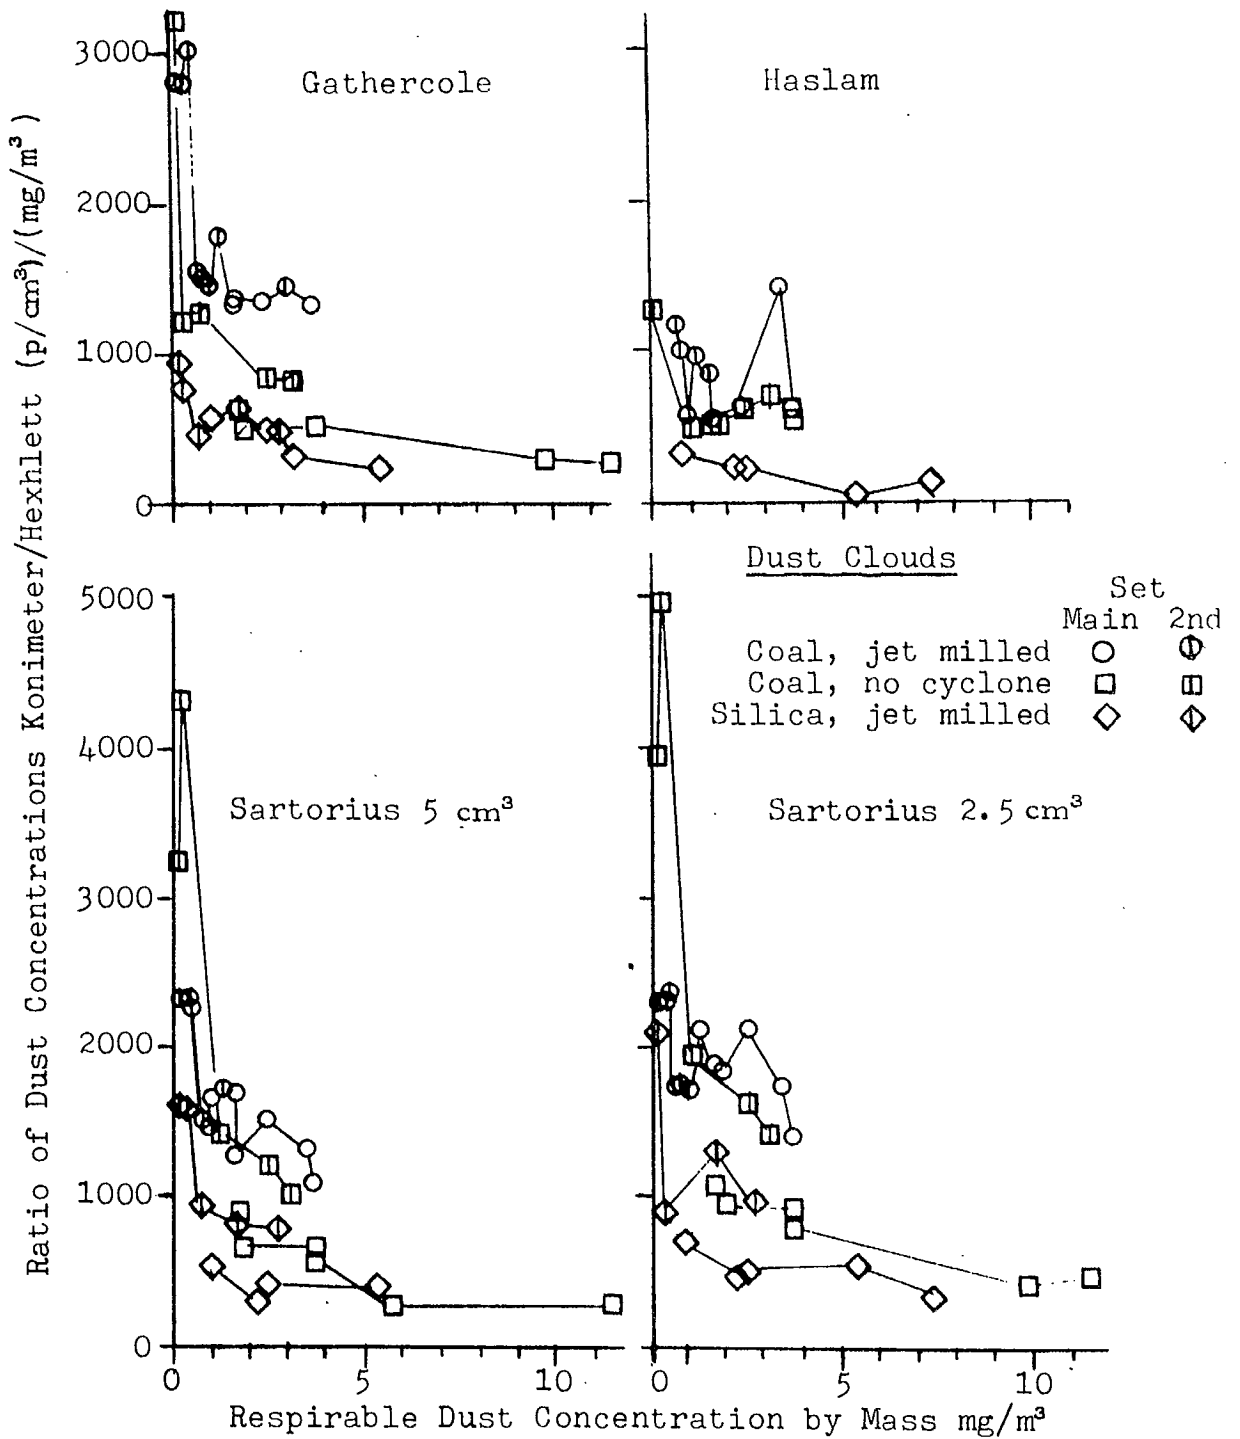 Ratio of Dust Concentrations Konimeter/Hexhlett (p/cm³)/(mg/m³)
Gathercole
3000
2000
1000
0
Haslam
Dust Clouds
Set
Main 2nd
Coal, jet milled
Coal, no cyclone
Silica, jet milled
Sartorius 5 cm³
5000
4000
3000
2000
1000
0
0 5 10
Sartorius 2.5 cm³
0 5 10
Respirable Dust Concentration by Mass mg/m³